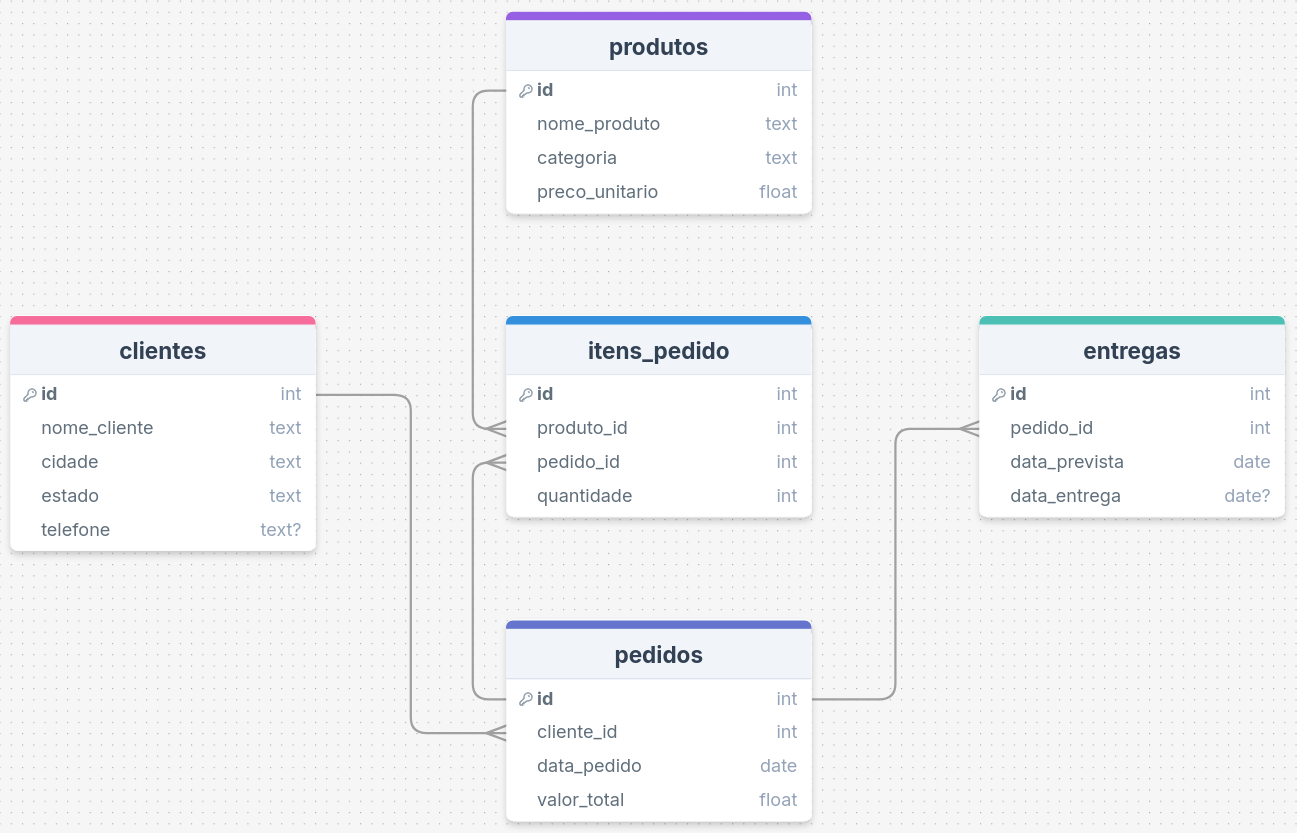 produtos
id int
nome_produto text
categoria text
preco_unitario float
clientes
id int
nome_cliente text
cidade text
estado text
telefone text?
itens_pedido
id int
produto_id int
pedido_id int
quantidade int
entregas
id int
pedido_id int
data_prevista date
data_entrega date?
pedidos
id int
cliente_id int
data_pedido date
valor_total float